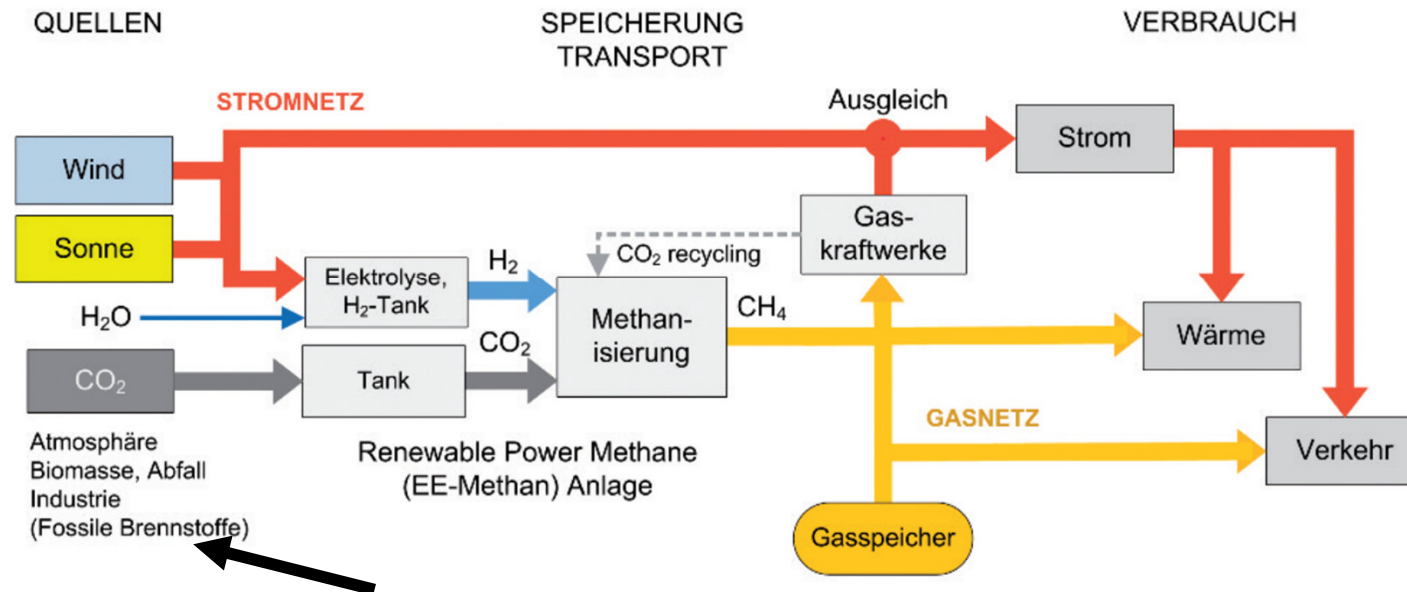 QUELLEN
SPEICHERUNG
TRANSPORT
VERBRAUCH
STROMNETZ
Ausgleich
Wind
Strom
Sonne
Gas-
kraftwerke
CO₂ recycling
H₂
Elektrolyse,
H₂-Tank
H₂O
Methan-
isierung
CH₄
Wärme
CO₂
Tank
CO₂
GASNETZ
Verkehr
Atmosphäre
Biomasse, Abfall
Industrie
(Fossile Brennstoffe)
Renewable Power Methane
(EE-Methan) Anlage
Gasspeicher